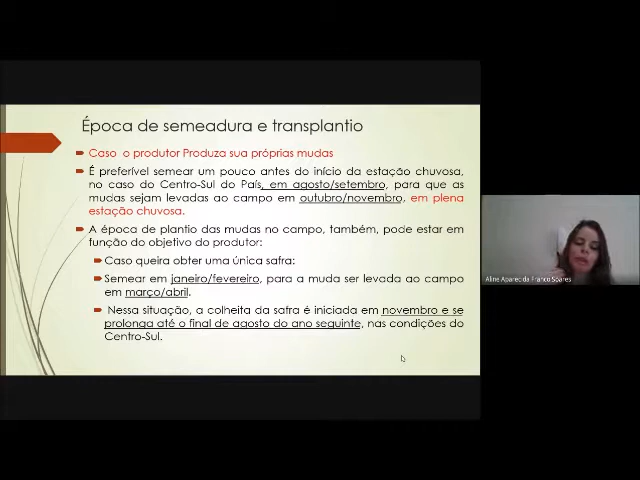 Época de semeadura e transplantio
Caso o produtor Produza sua próprias mudas
É preferível semear um pouco antes do início da estação chuvosa,
no caso do Centro-Sul do País, em agosto/setembro, para que as
mudas sejam levadas ao campo em outubro/novembro, em plena
estação chuvosa.
A época de plantio das mudas no campo, também, pode estar em
função do objetivo do produtor:
Caso queira obter uma única safra:
Semear em janeiro/fevereiro, para a muda ser levada ao campo
em março/abril.
Nessa situação, a colheita da safra é iniciada em novembro e se
prolonga até o final de agosto do ano seguinte, nas condições do
Centro-Sul.
Aline Aparecida Franco Soares